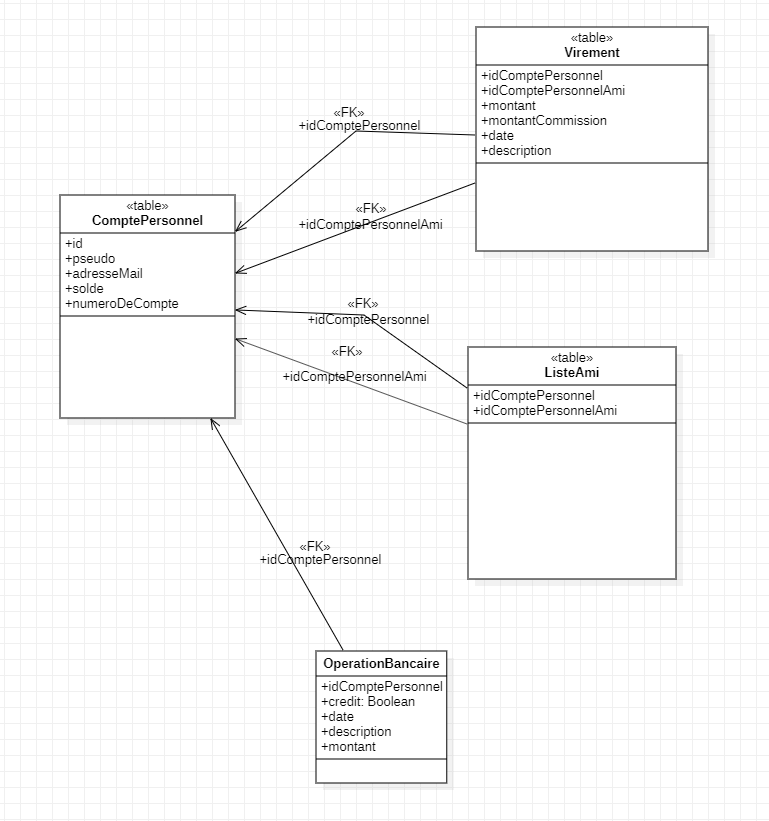 «table»
Virement
+idComptePersonnel
+idComptePersonnelAmi
+montant
+montantCommission
+date
+description
«FK»
+idComptePersonnel
«FK»
+idComptePersonnelAmi
«table»
ComptePersonnel
+id
+pseudo
+adresseMail
+solde
+numeroDeCompte
«FK»
+idComptePersonnel
«FK»
+idComptePersonnelAmi
«table»
ListeAmi
+idComptePersonnel
+idComptePersonnelAmi
«FK»
+idComptePersonnel
OperationBancaire
+idComptePersonnel
+credit: Boolean
+date
+description
+montant